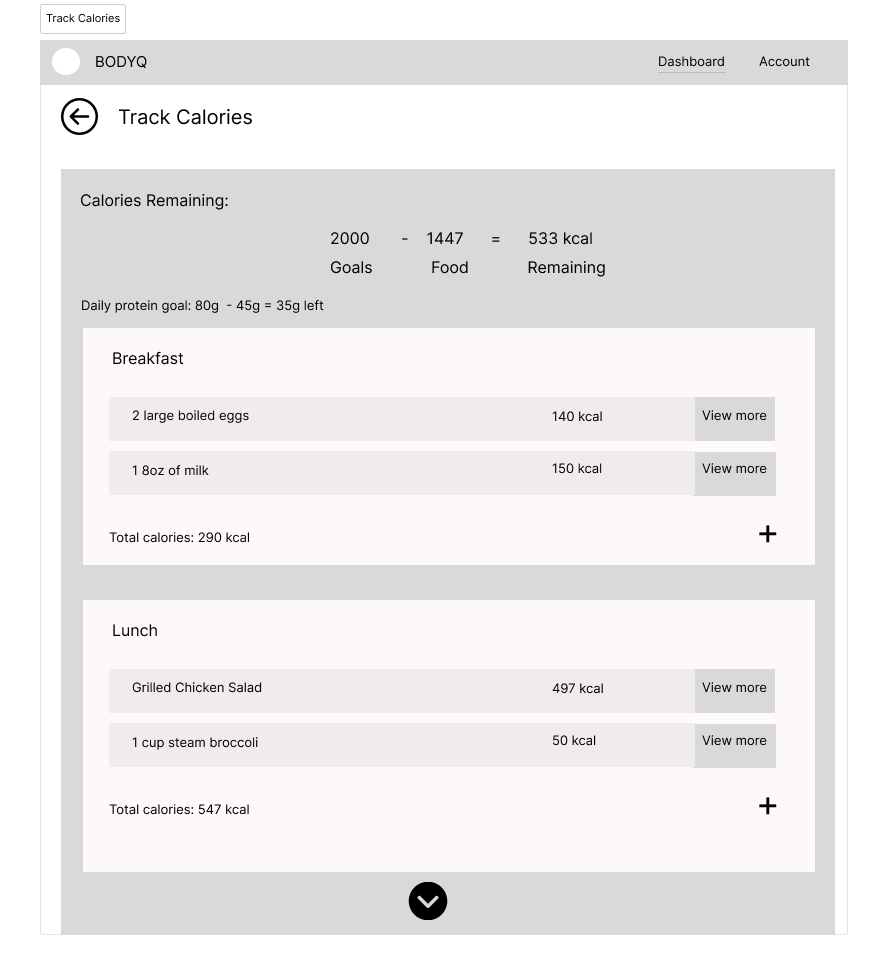 Track Calories
BODYQ Dashboard Account
Track Calories
Calories Remaining:
2000 - 1447 = 533 kcal
Goals Food Remaining
Daily protein goal: 80g - 45g = 35g left
Breakfast
2 large boiled eggs 140 kcal View more
1 8oz of milk 150 kcal View more
Total calories: 290 kcal +
Lunch
Grilled Chicken Salad 497 kcal View more
1 cup steam broccoli 50 kcal View more
Total calories: 547 kcal +